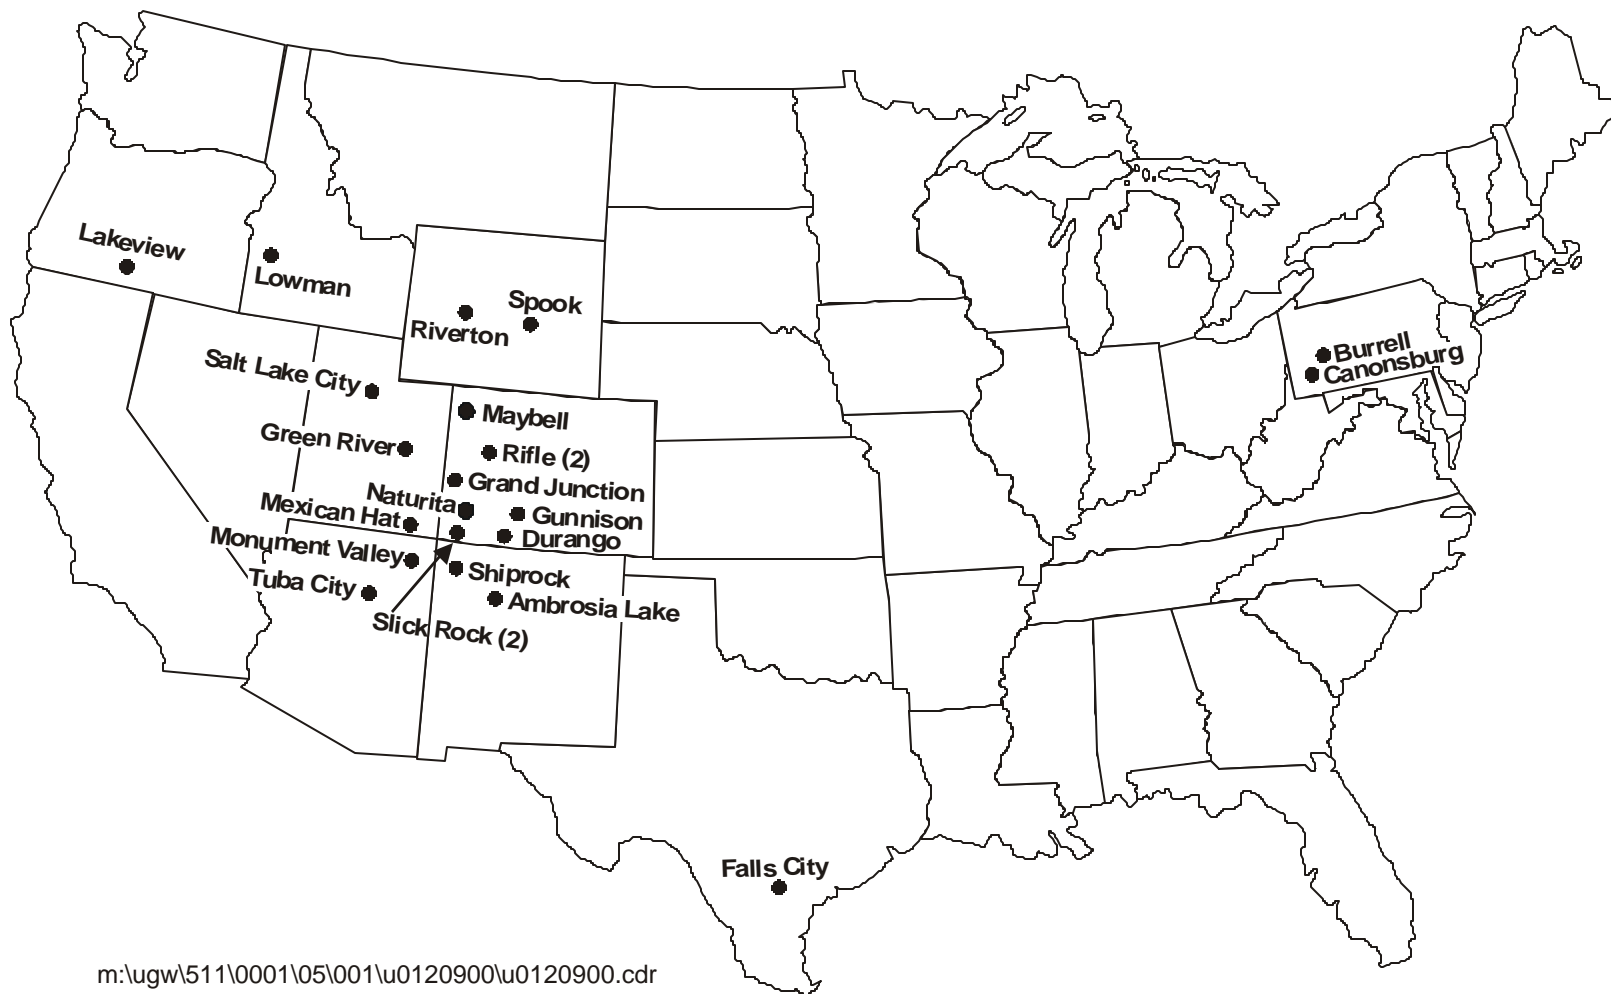 Lakeview
Lowman
Spook
Riverton
Burrell
Canonsburg
Salt Lake City
Maybell
Green River
Rifle (2)
Grand Junction
Naturita
Mexican Hat
Gunnison
Durango
Monument Valley
Shiprock
Tuba City
Ambrosia Lake
Slick Rock (2)
Falls City
m:\ugw\511\0001\05\001\u0120900\u0120900.cdr